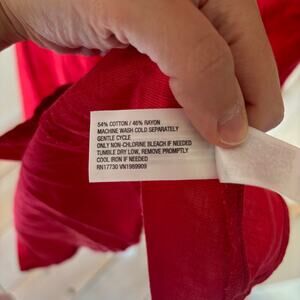 54% COTTON / 46% RAYON
MACHINE WASH COLD SEPARATELY
GENTLE CYCLE
ONLY NON-CHLORINE BLEACH IF NEEDED
TUMBLE DRY LOW, REMOVE PROMPTLY
COOL IRON IF NEEDED
RN17730 VN1989909